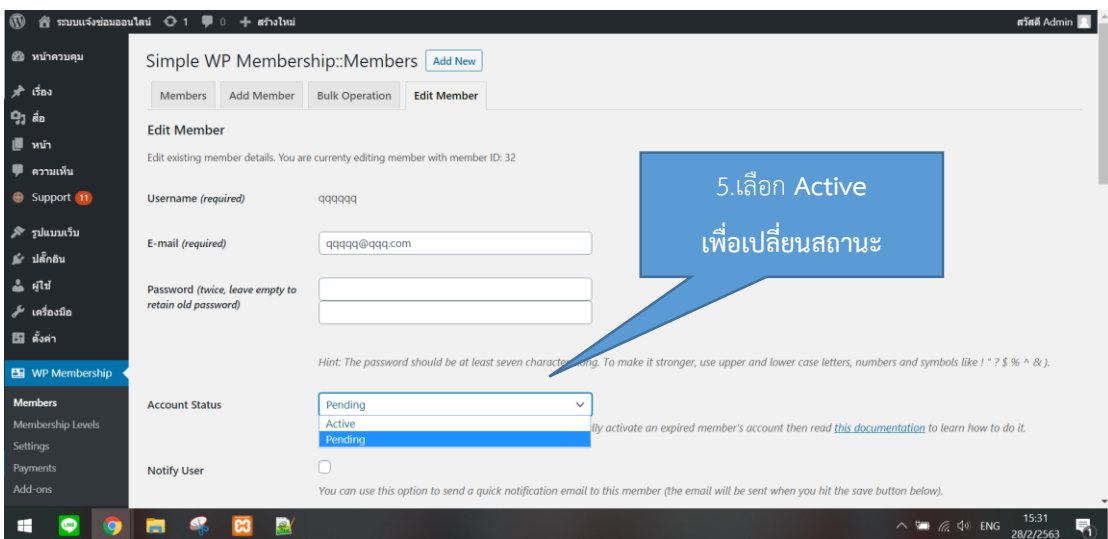 ระบบแจ้งซ่อมออนไลน์ 1 0 + สร้างใหม่ สวัสดี Admin
หน้าควบคุม
เรื่อง
สื่อ
หน้า
ความเห็น
Support 11
รูปแบบเว็บ
ปลั๊กอิน
ผู้ใช้
เครื่องมือ
ตั้งค่า
WP Membership
Members
Membership Levels
Settings
Payments
Add-ons
Simple WP Membership::Members Add New
Members Add Member Bulk Operation Edit Member
Edit Member
Edit existing member details. You are currenty editing member with member ID: 32
Username (required) qqqqqq
E-mail (required) qqqqq@qqq.com
Password (twice, leave empty to
retain old password)
Hint: The password should be at least seven characters long. To make it stronger, use upper and lower case letters, numbers and symbols like ! " ? $ % ^ & ).
Account Status Pending
Active
Pending
lly activate an expired member's account then read this documentation to learn how to do it.
Notify User
You can use this option to send a quick notification email to this member (the email will be sent when you hit the save button below).
5.เลือก Active
เพื่อเปลี่ยนสถานะ
ENG
15:31
28/2/2563
1